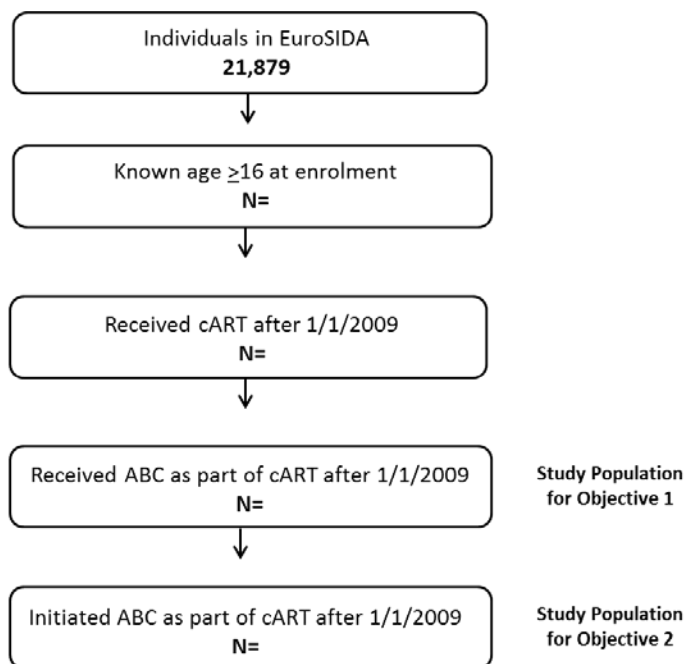 Individuals in EuroSIDA
21,879
Known age ≥16 at enrolment
N=
Received cART after 1/1/2009
N=
Received ABC as part of cART after 1/1/2009
N=
Study Population
for Objective 1
Initiated ABC as part of cART after 1/1/2009
N=
Study Population
for Objective 2